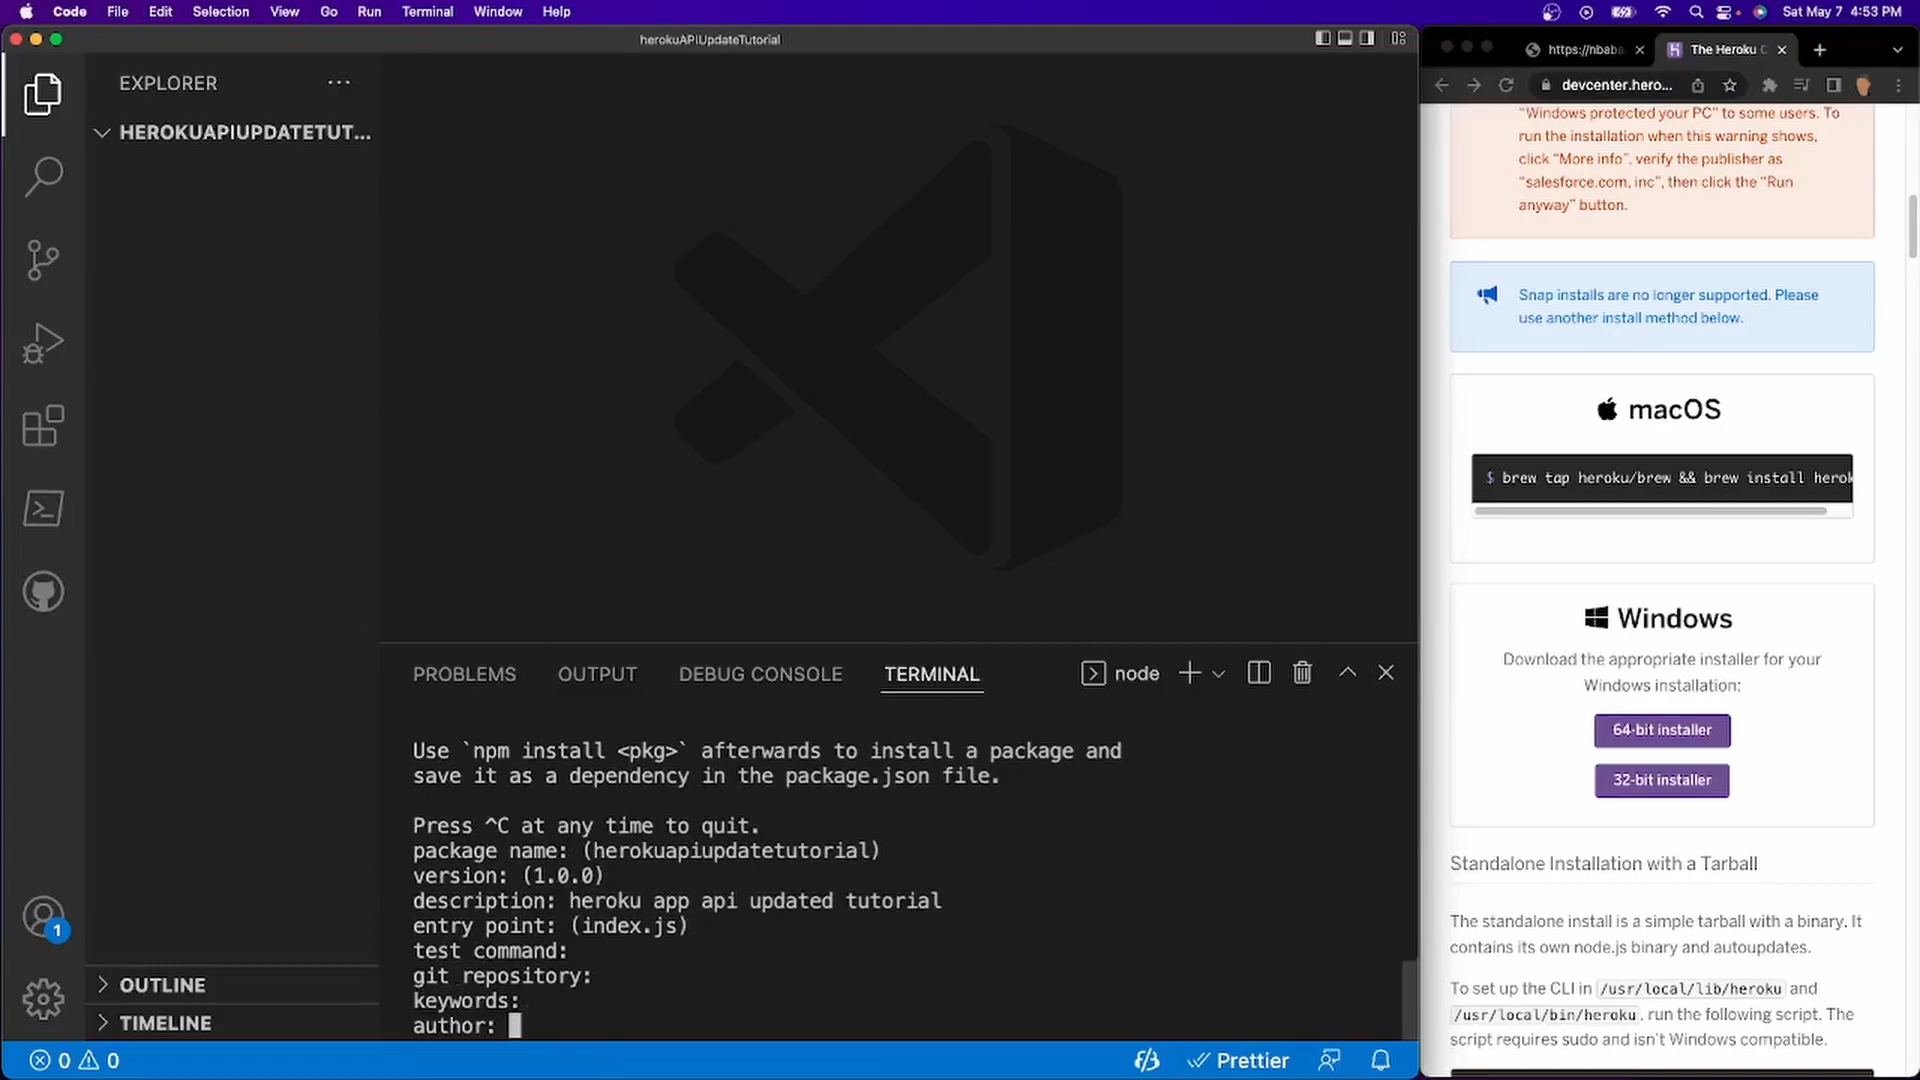 Code File Edit Selection View Go Run Terminal Window Help
Sat May 7 4:53 PM
herokuAPIUpdateTutorial
EXPLORER
HEROKUAPIUPDATETUT...
PROBLEMS OUTPUT DEBUG CONSOLE TERMINAL
node
Use `npm install <pkg>` afterwards to install a package and
save it as a dependency in the package.json file.
Press ^C at any time to quit.
package name: (herokuapiupdatetutorial)
version: (1.0.0)
description: heroku app api updated tutorial
entry point: (index.js)
test command:
git repository:
keywords:
author:
1
OUTLINE
TIMELINE
0 0
Prettier
https://nbaba
The Heroku C
devcenter.hero...
"Windows protected your PC" to some users. To
run the installation when this warning shows,
click "More info", verify the publisher as
"salesforce.com, inc", then click the "Run
anyway" button.
Snap installs are no longer supported. Please
use another install method below.
macOS
$ brew tap heroku/brew && brew install herok
Windows
Download the appropriate installer for your
Windows installation:
64-bit installer
32-bit installer
Standalone Installation with a Tarball
The standalone install is a simple tarball with a binary. It
contains its own node.js binary and autoupdates.
To set up the CLI in /usr/local/lib/heroku and
/usr/local/bin/heroku, run the following script. The
script requires sudo and isn't Windows compatible.